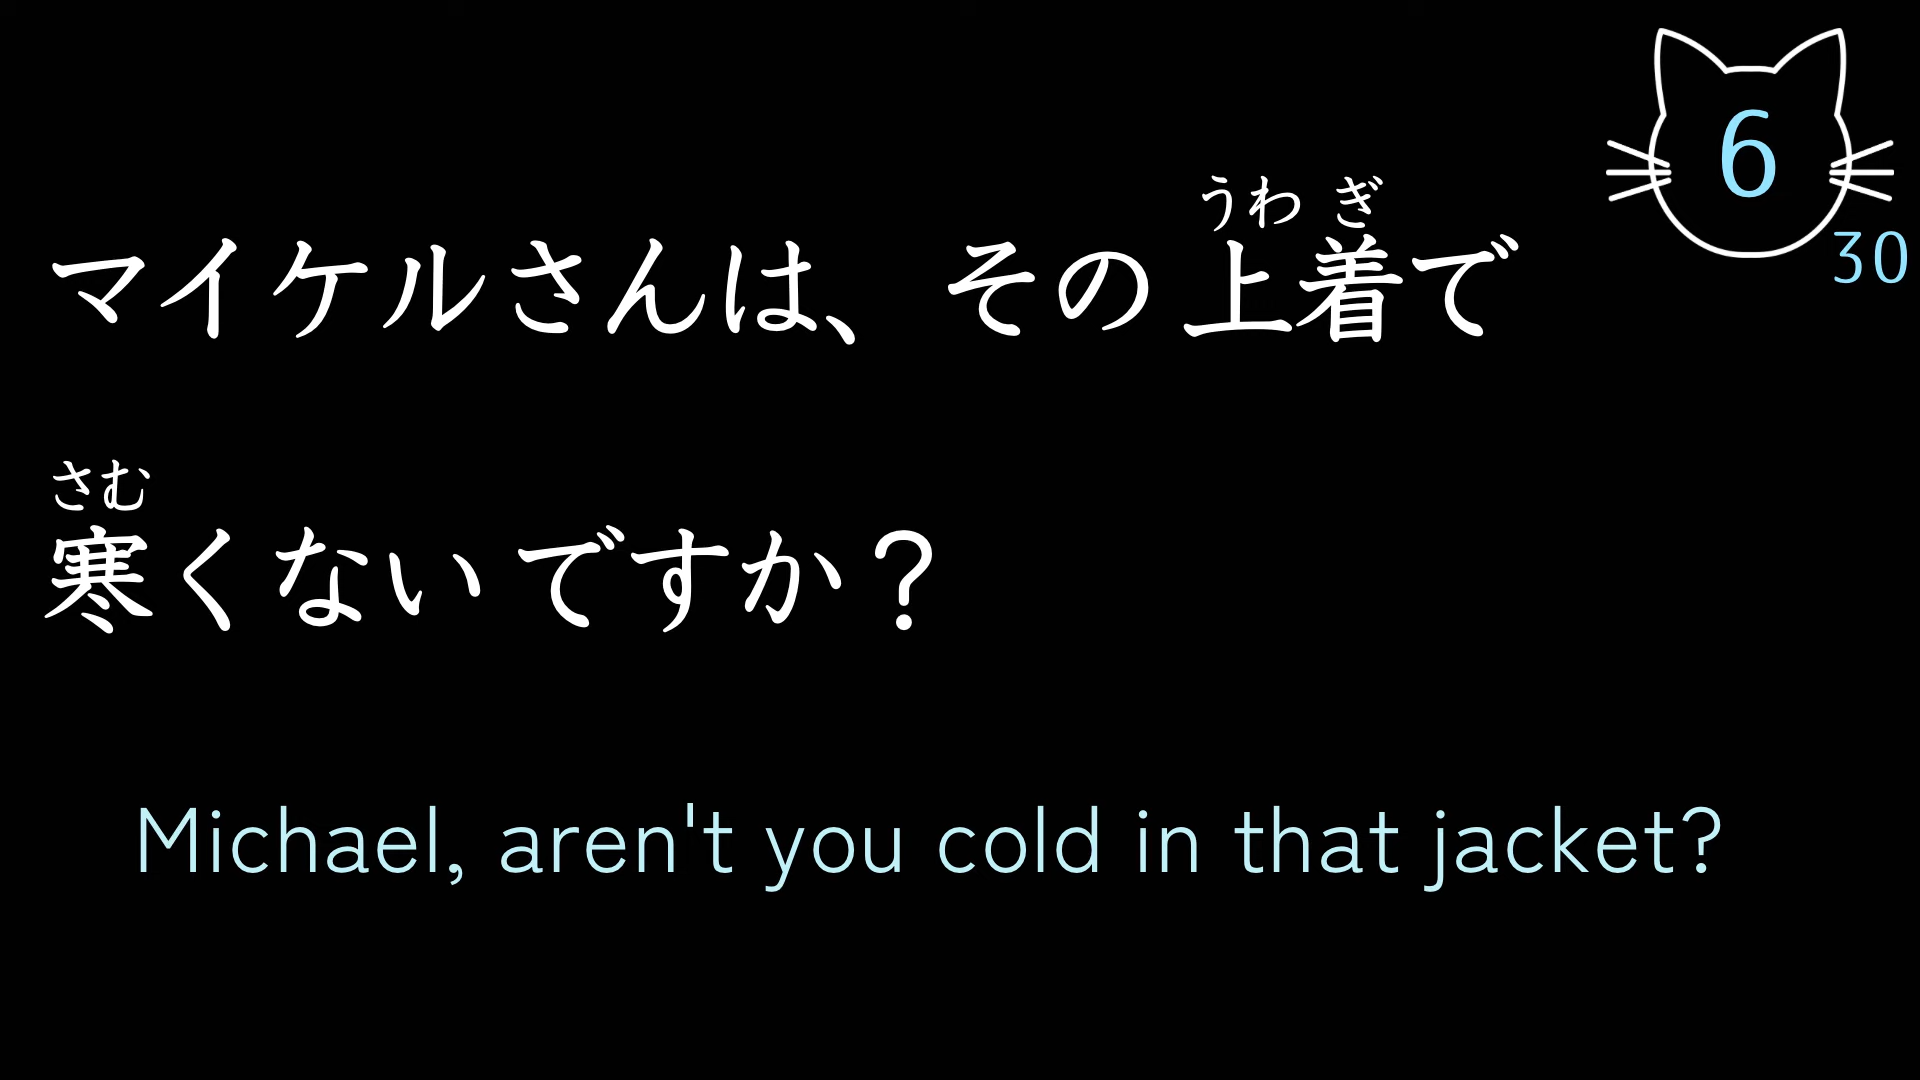 6
30
うわぎ
マイケルさんは、その上着で
さむ
寒くないですか？
Michael, aren't you cold in that jacket?